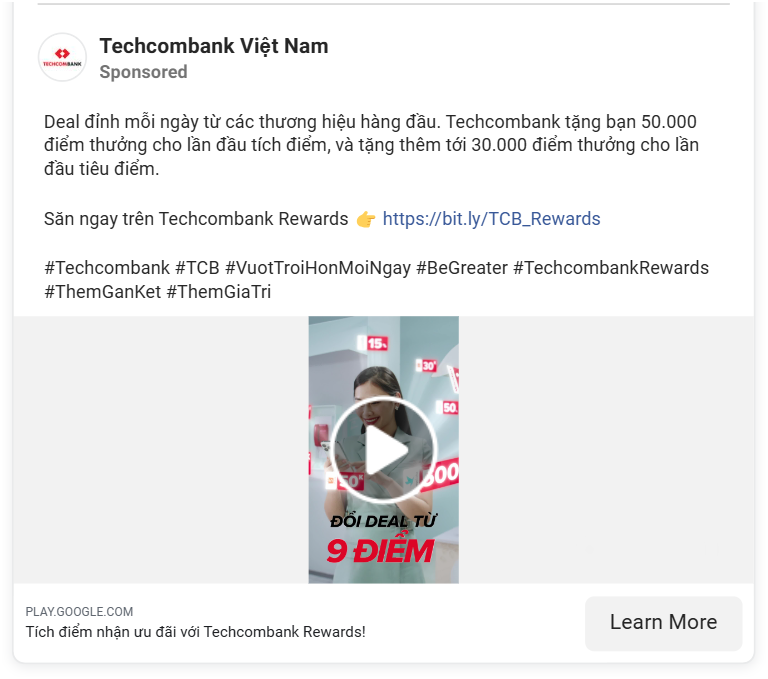 TECHCOMBANK
Techcombank Việt Nam
Sponsored
Deal đỉnh mỗi ngày từ các thương hiệu hàng đầu. Techcombank tặng bạn 50.000
điểm thưởng cho lần đầu tích điểm, và tặng thêm tới 30.000 điểm thưởng cho lần
đầu tiêu điểm.
Săn ngay trên Techcombank Rewards 👉 https://bit.ly/TCB_Rewards
#Techcombank #TCB #VuotTroiHonMoiNgay #BeGreater #TechcombankRewards
#ThemGanKet #ThemGiaTri
15%
30%
50
50K
500
ĐỔI DEAL TỪ
9 ĐIỂM
PLAY.GOOGLE.COM
Tích điểm nhận ưu đãi với Techcombank Rewards!
Learn More